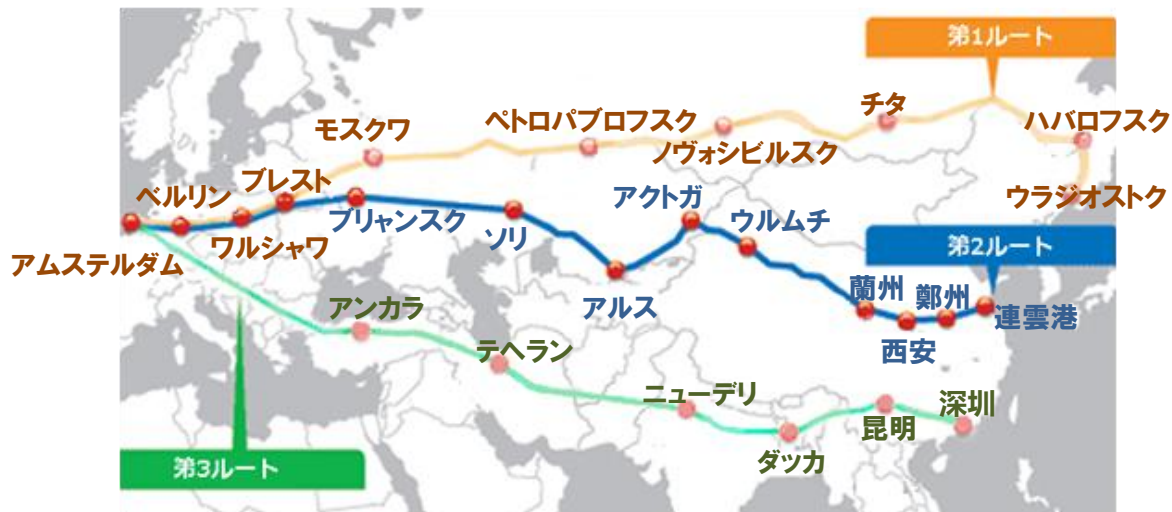 第1ルート
チタ
ペトロパブロフスク
ハバロフスク
モスクワ
ノヴォシビルスク
ブレスト
ベルリン
アクトガ
ウラジオストク
ブリャンスク
ウルムチ
ソリ
ワルシャワ
第2ルート
アムステルダム
蘭州
鄭州
アンカラ
アルス
連雲港
西安
テヘラン
ニューデリ
深圳
昆明
ダッカ
第3ルート